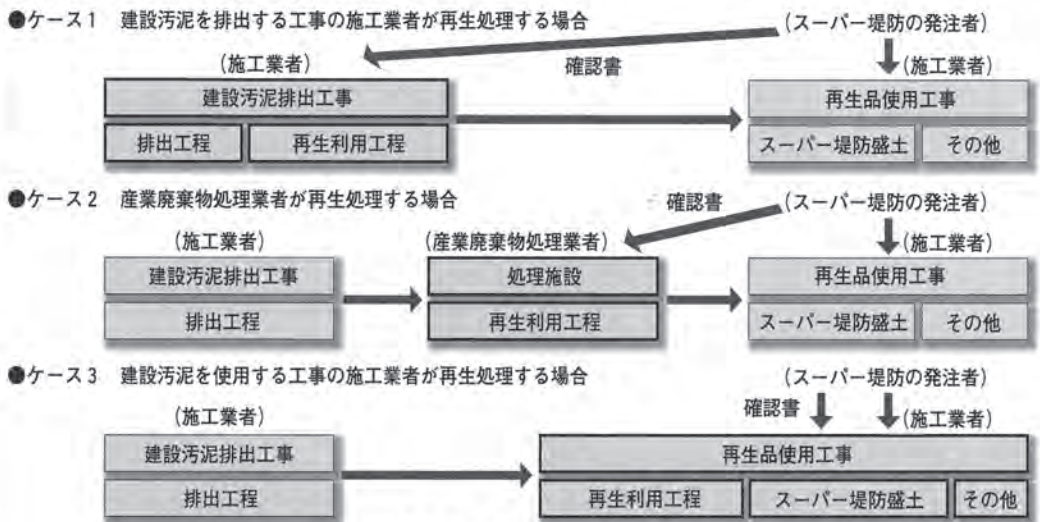 ●ケース1 建設汚泥を排出する工事の施工業者が再生処理する場合
(スーパー堤防の発注者)
(施工業者)
確認書
(施工業者)
建設汚泥排出工事
再生品使用工事
排出工程
再生利用工程
スーパー堤防盛土
その他
●ケース2 産業廃棄物処理業者が再生処理する場合
確認書
(スーパー堤防の発注者)
(施工業者)
(産業廃棄物処理業者)
(施工業者)
建設汚泥排出工事
処理施設
再生品使用工事
排出工程
再生利用工程
スーパー堤防盛土
その他
●ケース3 建設汚泥を使用する工事の施工業者が再生処理する場合
(スーパー堤防の発注者)
確認書
(施工業者)
(施工業者)
建設汚泥排出工事
再生品使用工事
排出工程
再生利用工程
スーパー堤防盛土
その他